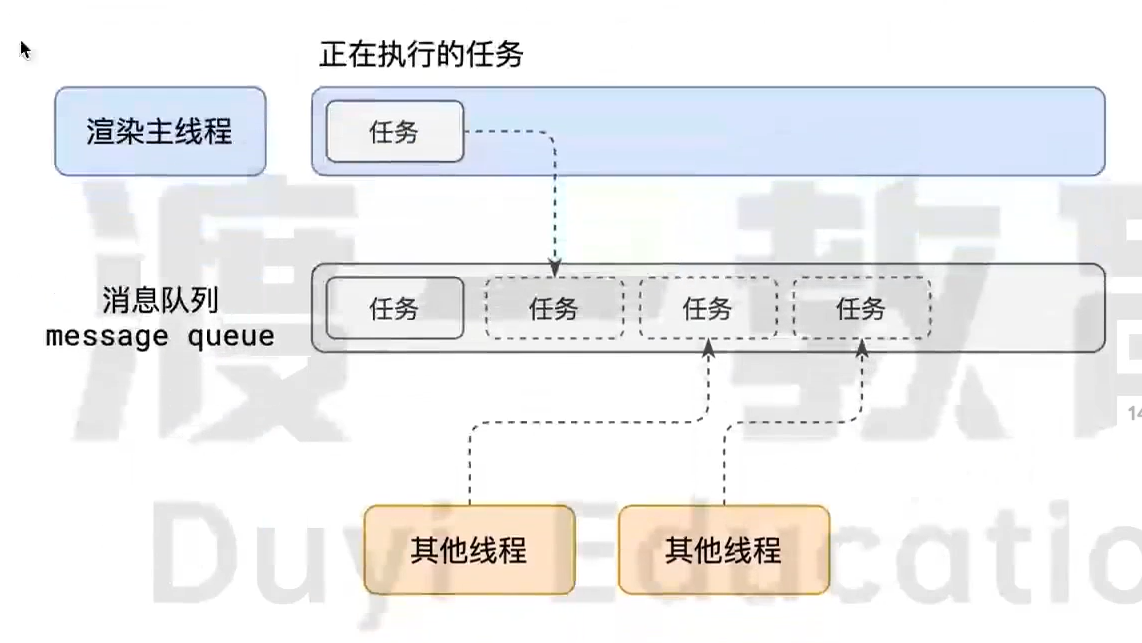 正在执行的任务
渲染主线程
任务
消息队列
message queue
任务
任务
任务
任务
其他线程
其他线程
渡一教育
Duyi Educatio
14